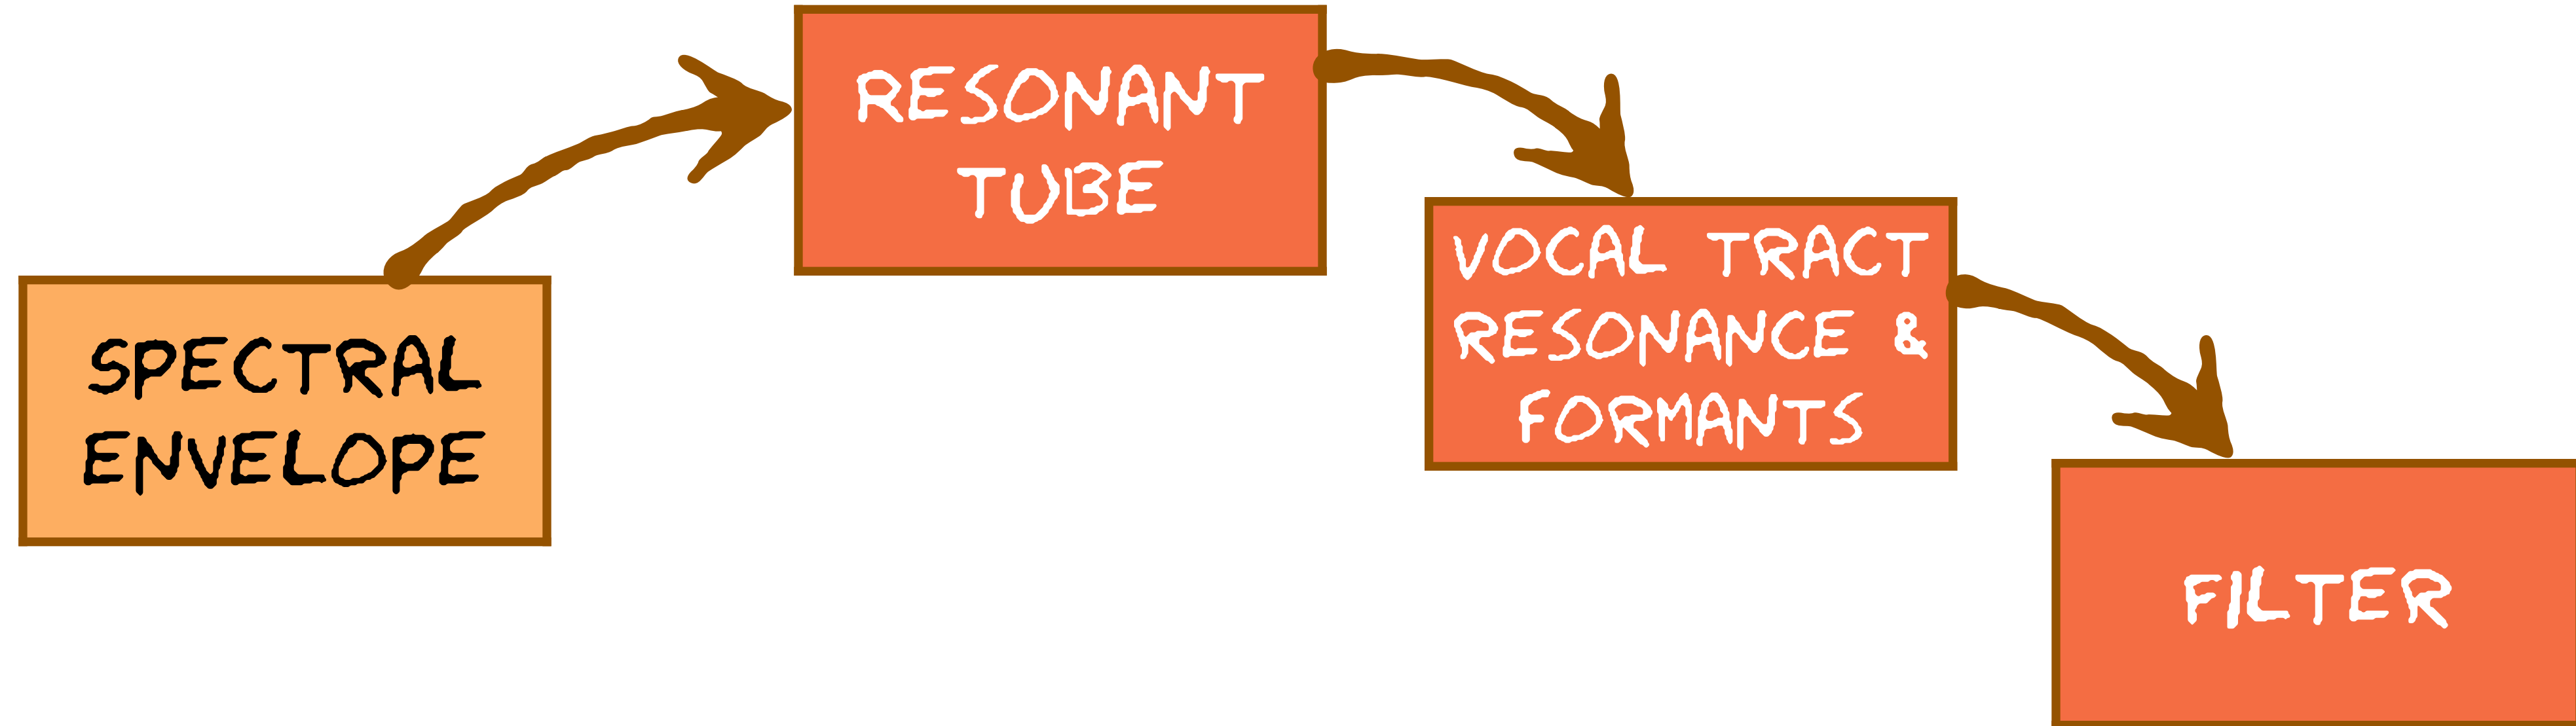 SPECTRAL
ENVELOPE
RESONANT
TUBE
VOCAL TRACT
RESONANCE &
FORMANTS
FILTER